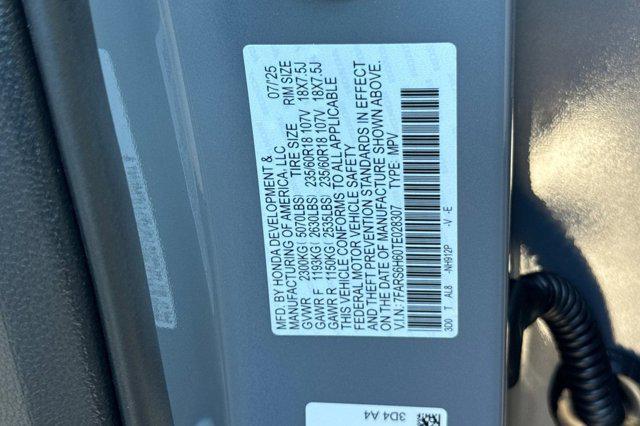 MFD. BY HONDA DEVELOPMENT &
MANUFACTURING OF AMERICA, LLC 07/'25
TIRE SIZE RIM SIZE
GVWR 2300KG ( 5070LBS) 235/60R18 107V 18X7.5J
GAWR F 1193KG ( 2630LBS) 235/60R18 107V 18X7.5J
GAWR R 1150KG ( 2535LBS)
THIS VEHICLE CONFORMS TO ALL APPLICABLE
FEDERAL MOTOR VEHICLE SAFETY
AND THEFT PREVENTION STANDARDS IN EFFECT
ON THE DATE OF MANUFACTURE SHOWN ABOVE.
V.I.N.: 7FARS6H60TE028307 TYPE: MPV
300 T AL8 -NH912P -V -E
3D4 A4